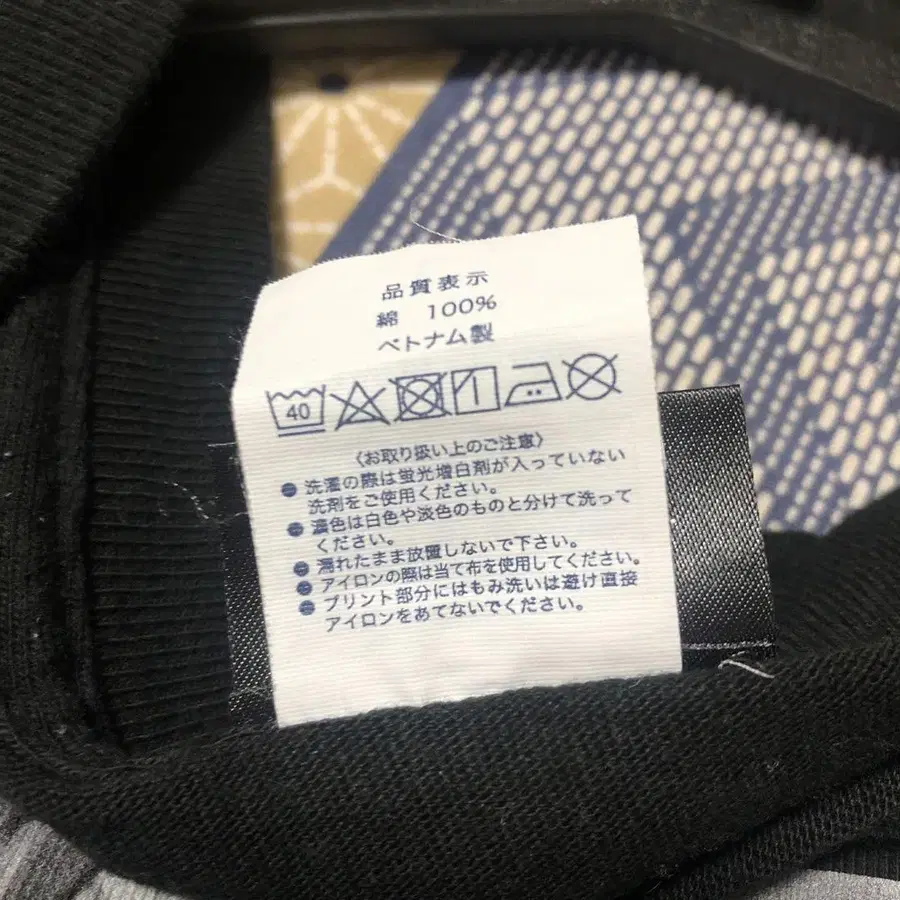 品質表示
綿 100%
ベトナム製
40
〈お取り扱い上のご注意〉
●洗濯の際は蛍光増白剤が入っていない
洗剤をご使用ください。
●濃色は白色や淡色のものと分けて洗って
ください。
●濡れたまま放置しないで下さい。
●アイロンの際は当て布を使用してください。
●プリント部分にはもみ洗いは避け直接
アイロンをあてないでください。